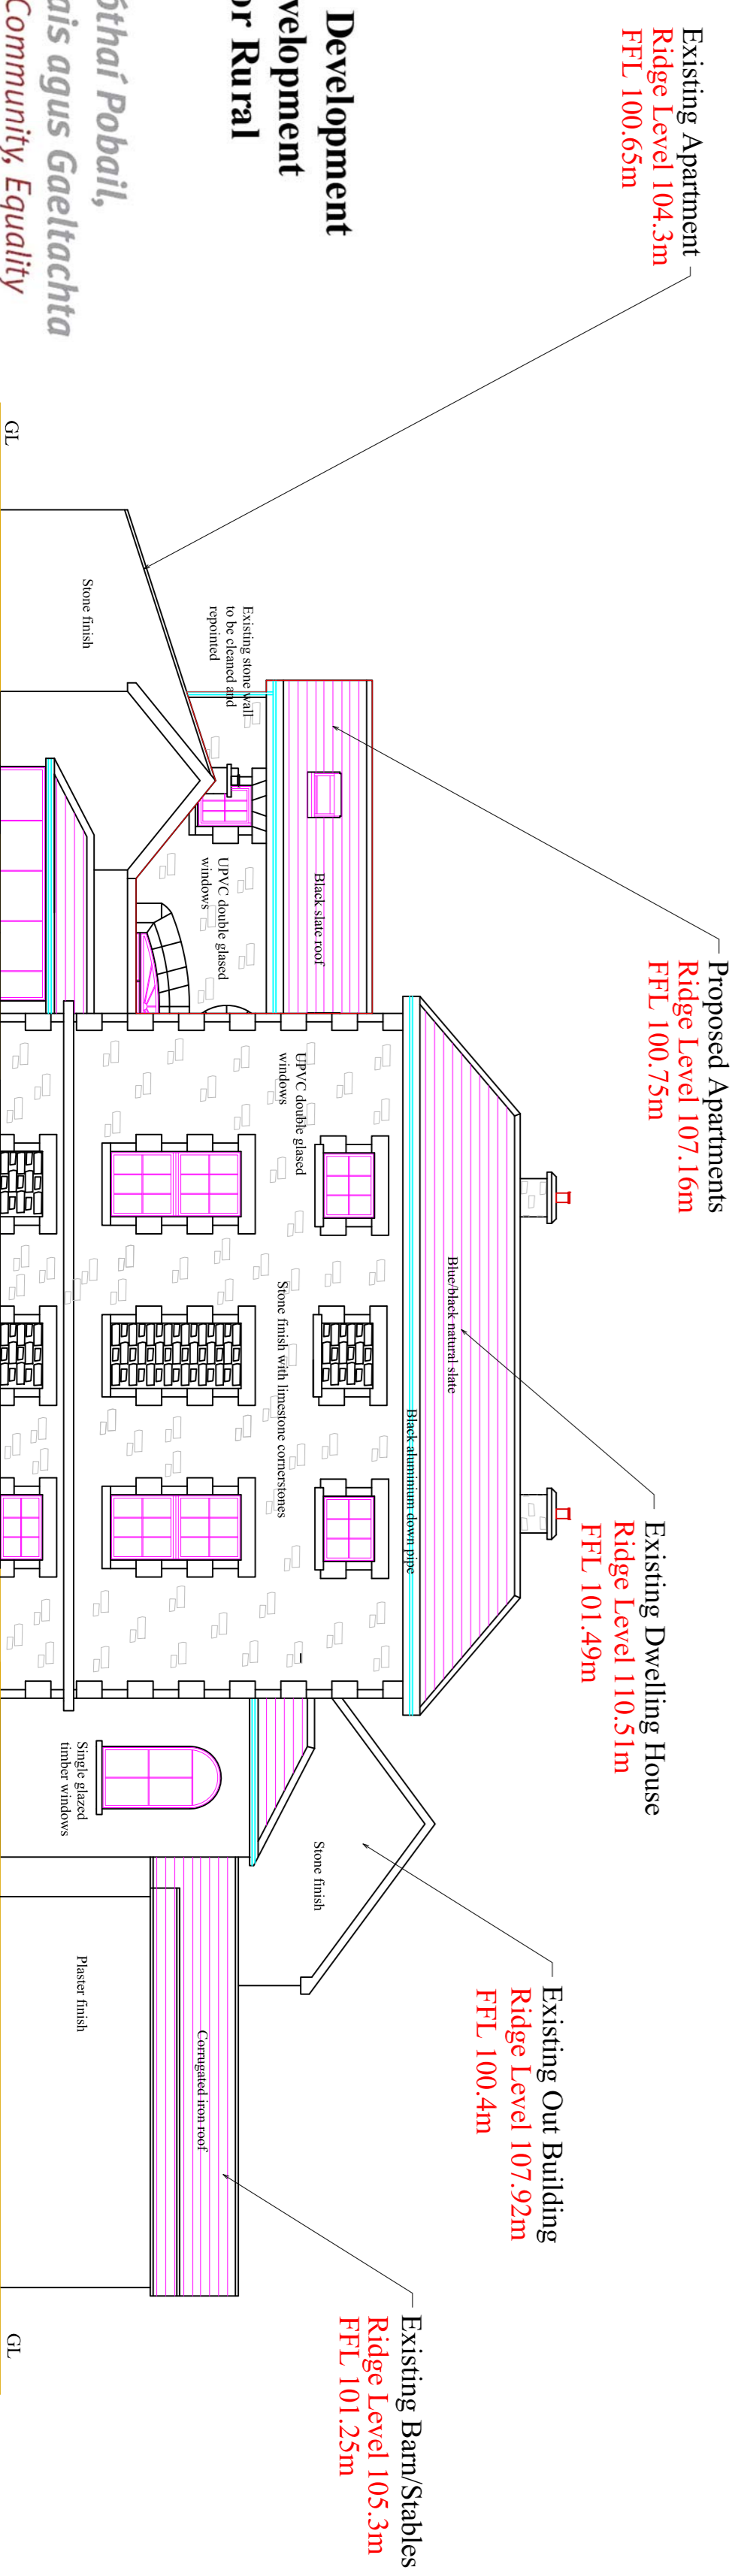 Development
velopment
or Rural
óthaí Pobail,
ais agus Gaeltachta
Community, Equality
Existing Apartment
Ridge Level 104.3m
FFL 100.65m
Proposed Apartments
Ridge Level 107.16m
FFL 100.75m
Existing Dwelling House
Ridge Level 110.51m
FFL 101.49m
Existing Out Building
Ridge Level 107.92m
FFL 100.4m
Existing Barn/Stables
Ridge Level 105.3m
FFL 101.25m
GL
Stone finish
Existing stone wall
to be cleaned and
repointed
UPVC double glased
windows
Black slate roof
UPVC double glased
windows
Blue/black natural slate
Black aluminium down pipe
Stone finish with limestone cornerstones
Single glazed
timber windows
Stone finish
Plaster finish
Corrugated iron roof
GL